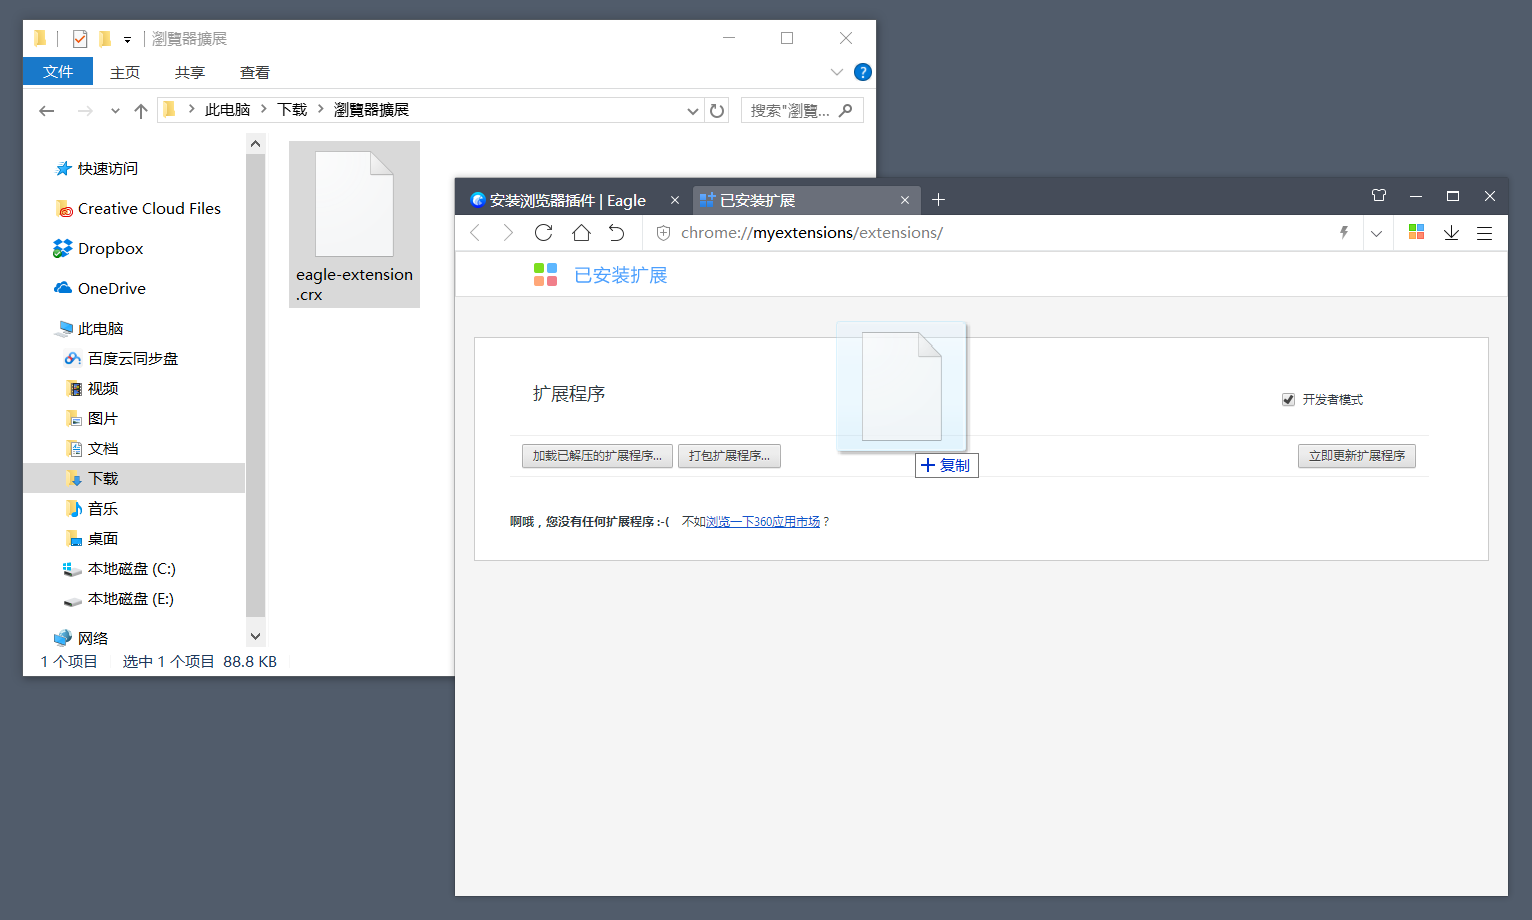 瀏覽器擴展
文件 主页 共享 查看
此电脑 下载 瀏覽器擴展
搜索"瀏覽...
快速访问
Creative Cloud Files
Dropbox
OneDrive
此电脑
百度云同步盘
视频
图片
文档
下载
音乐
桌面
本地磁盘 (C:)
本地磁盘 (E:)
网络
1 个项目 选中 1 个项目 88.8 KB
eagle-extension
.crx
安装浏览器插件 | Eagle
已安装扩展
chrome://myextensions/extensions/
已安装扩展
扩展程序
开发者模式
加载已解压的扩展程序...
打包扩展程序...
立即更新扩展程序
复制
啊哦，您没有任何扩展程序 :-( 不如浏览一下360应用市场？